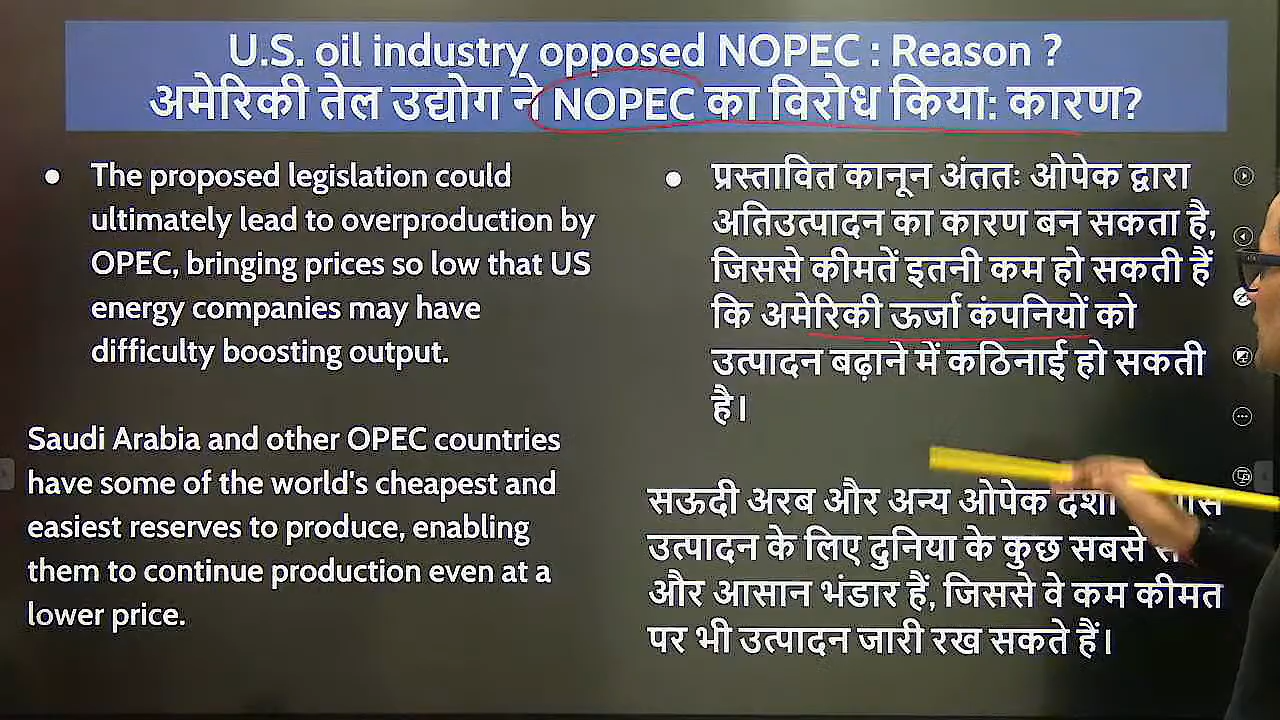 U.S. oil industry opposed NOPEC : Reason ?
अमेरिकी तेल उद्योग ने NOPEC का विरोध किया: कारण?
● The proposed legislation could
ultimately lead to overproduction by
OPEC, bringing prices so low that US
energy companies may have
difficulty boosting output.
Saudi Arabia and other OPEC countries
have some of the world's cheapest and
easiest reserves to produce, enabling
them to continue production even at a
lower price.
● प्रस्तावित कानून अंततः ओपेक द्वारा
अतिउत्पादन का कारण बन सकता है,
जिससे कीमतें इतनी कम हो सकती हैं
कि अमेरिकी ऊर्जा कंपनियों को
उत्पादन बढ़ाने में कठिनाई हो सकती
है।
सऊदी अरब और अन्य ओपेक
उत्पादन के लिए दुनिया के कुछ सबसे
और आसान भंडार हैं, जिससे वे कम कीमत
पर भी उत्पादन जारी रख सकते हैं।